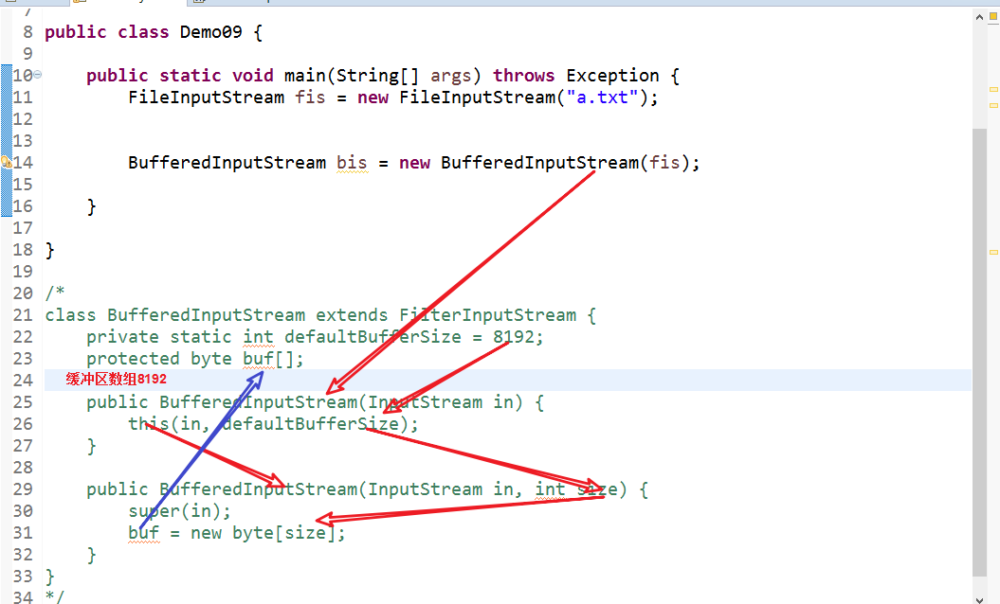 7
8 public class Demo09 {
9
10 public static void main(String[] args) throws Exception {
11 FileInputStream fis = new FileInputStream("a.txt");
12
13
14 BufferedInputStream bis = new BufferedInputStream(fis);
15
16 }
17
18 }
19
20 /*
21 class BufferedInputStream extends FilterInputStream {
22 private static int defaultBufferSize = 8192;
23 protected byte buf[];
24 缓冲区数组8192
25 public BufferedInputStream(InputStream in) {
26 this(in, defaultBufferSize);
27 }
28
29 public BufferedInputStream(InputStream in, int size) {
30 super(in);
31 buf = new byte[size];
32 }
33 }
34 */